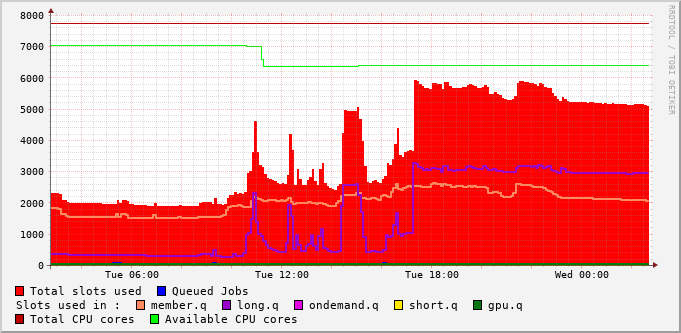 8000
RRDTOOL / TOBI OETIKER
7000
6000
5000
4000
3000
2000
1000
0
Tue 06:00 Tue 12:00 Tue 18:00 Wed 00:00
Total slots used Queued Jobs
Slots used in : member.q long.q ondemand.q short.q gpu.q
Total CPU cores Available CPU cores